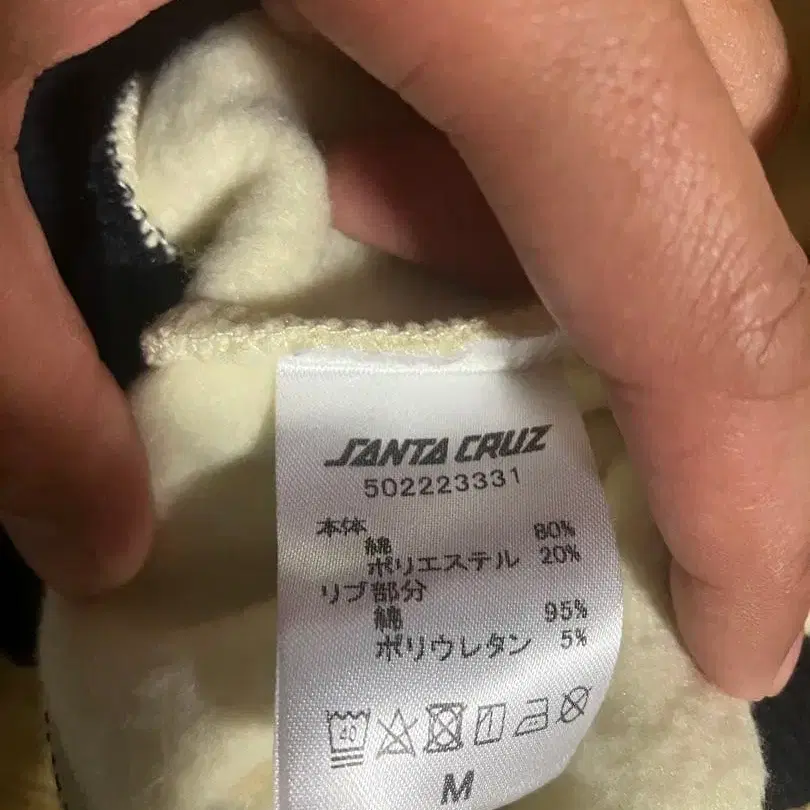 SANTA CRUZ
502223331
本体
綿 80%
ポリエステル 20%
リブ部分
綿 95%
ポリウレタン 5%
40
M